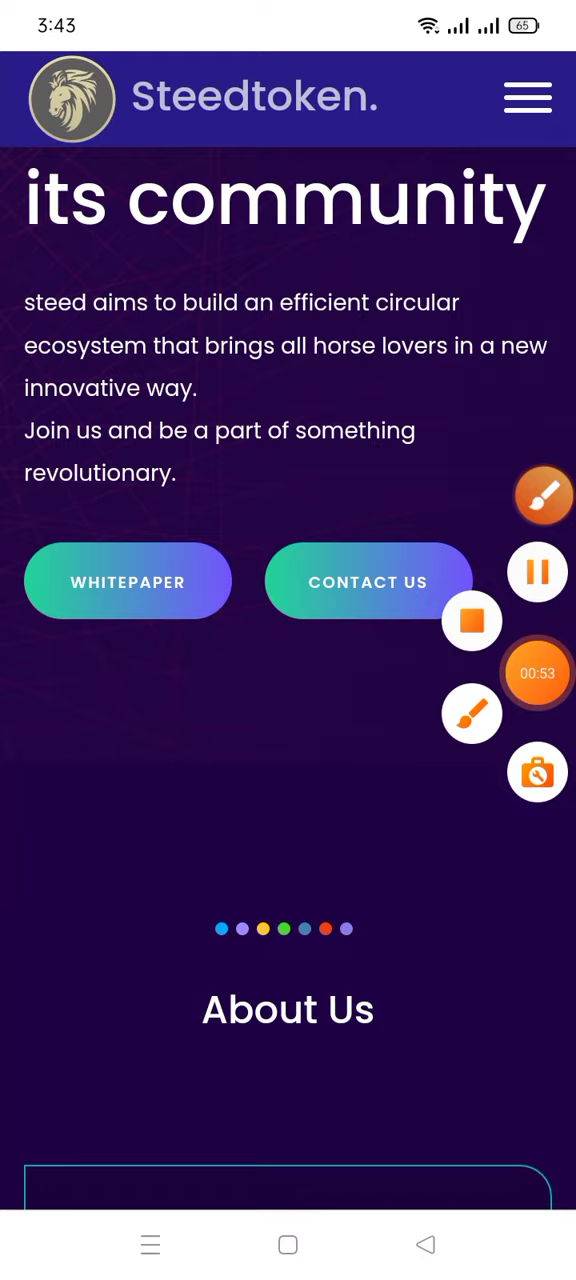 3:43
65
Steedtoken.
its community
steed aims to build an efficient circular
ecosystem that brings all horse lovers in a new
innovative way.
Join us and be a part of something
revolutionary.
WHITEPAPER
CONTACT US
00:53
About Us